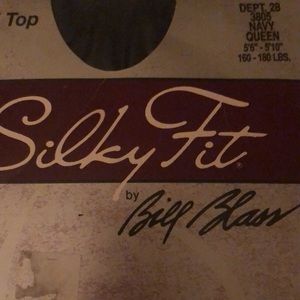 Top
DEPT. 28
3805
NAVY
QUEEN
5'6" - 5'10"
160 - 180 LBS.
Silky Fit®
by
Bill Blass